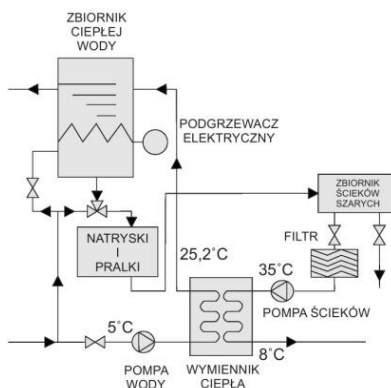 ZBIORNIK
CIEPŁEJ
WODY
PODGRZEWACZ
ELEKTRYCZNY
ZBIORNIK
ŚCIEKÓW
SZARYCH
NATRYSKI
I
PRALKI
FILTR
25,2°C
35°C
POMPA ŚCIEKÓW
5°C
8°C
POMPA
WODY
WYMIENNIK
CIEPŁA